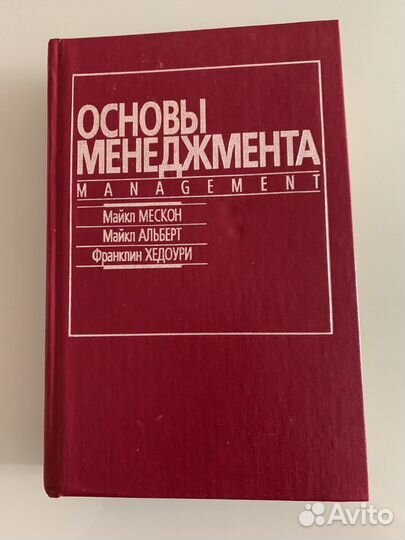 ОСНОВЫ
МЕНЕДЖМЕНТА
MANAGEMENT
Майкл МЕСКОН
Майкл АЛЬБЕРТ
Франклин ХЕДОУРИ
Avito